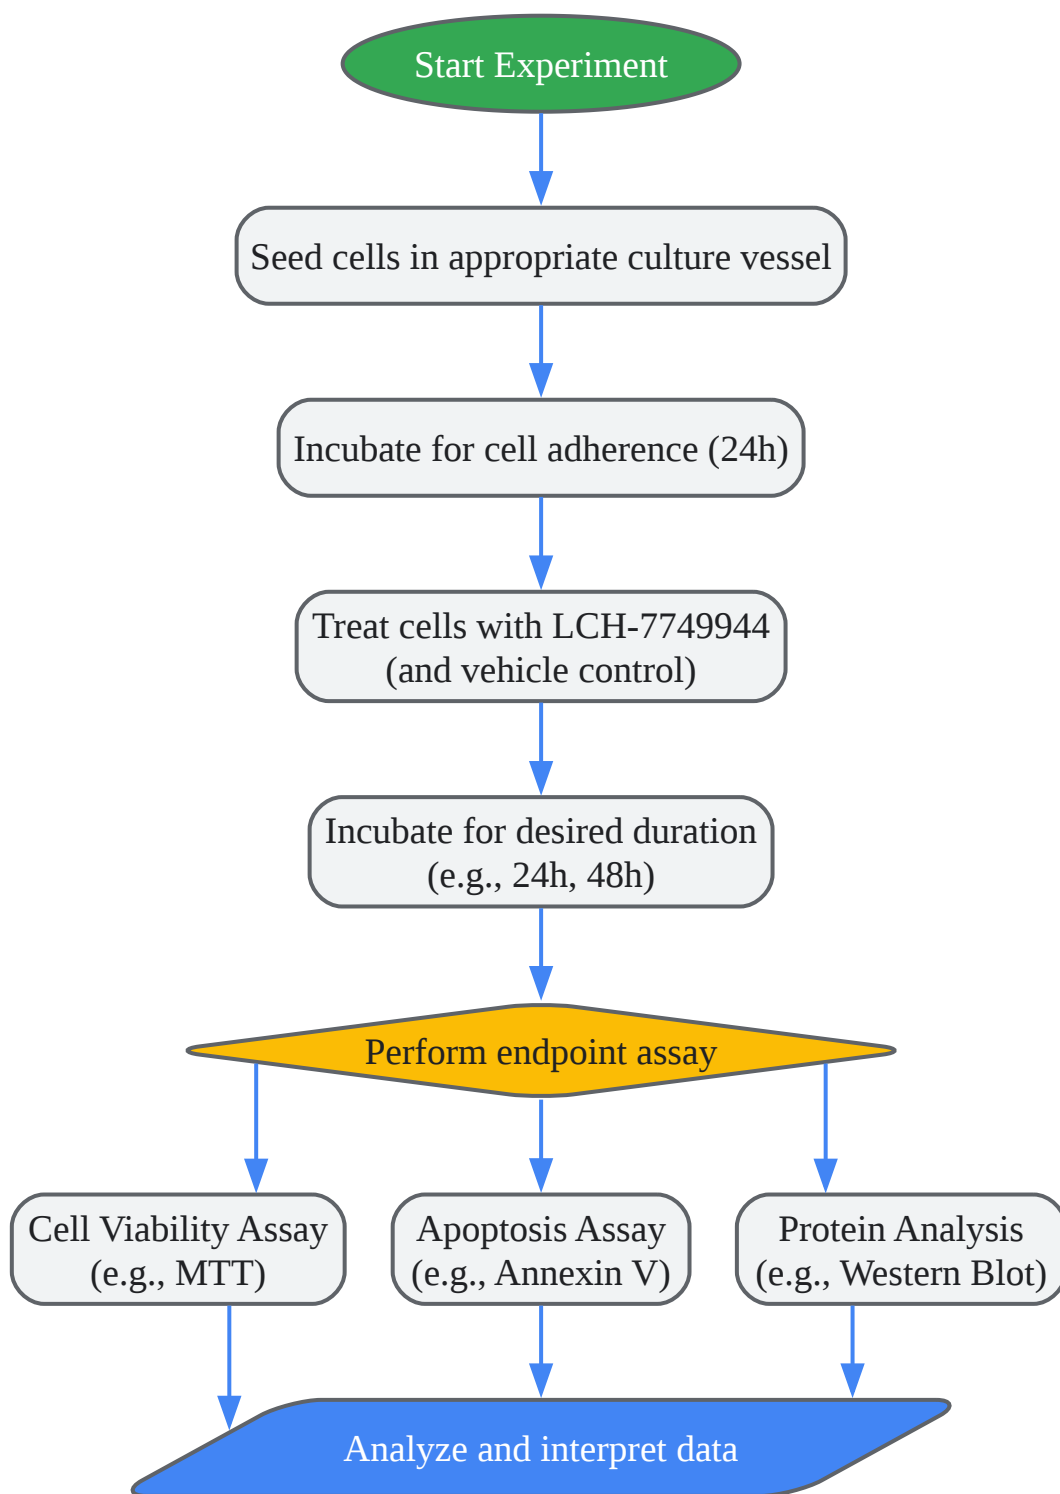 Start Experiment
Seed cells in appropriate culture vessel
Incubate for cell adherence (24h)
Treat cells with LCH-7749944
(and vehicle control)
Incubate for desired duration
(e.g., 24h, 48h)
Perform endpoint assay
Cell Viability Assay
(e.g., MTT)
Apoptosis Assay
(e.g., Annexin V)
Protein Analysis
(e.g., Western Blot)
Analyze and interpret data